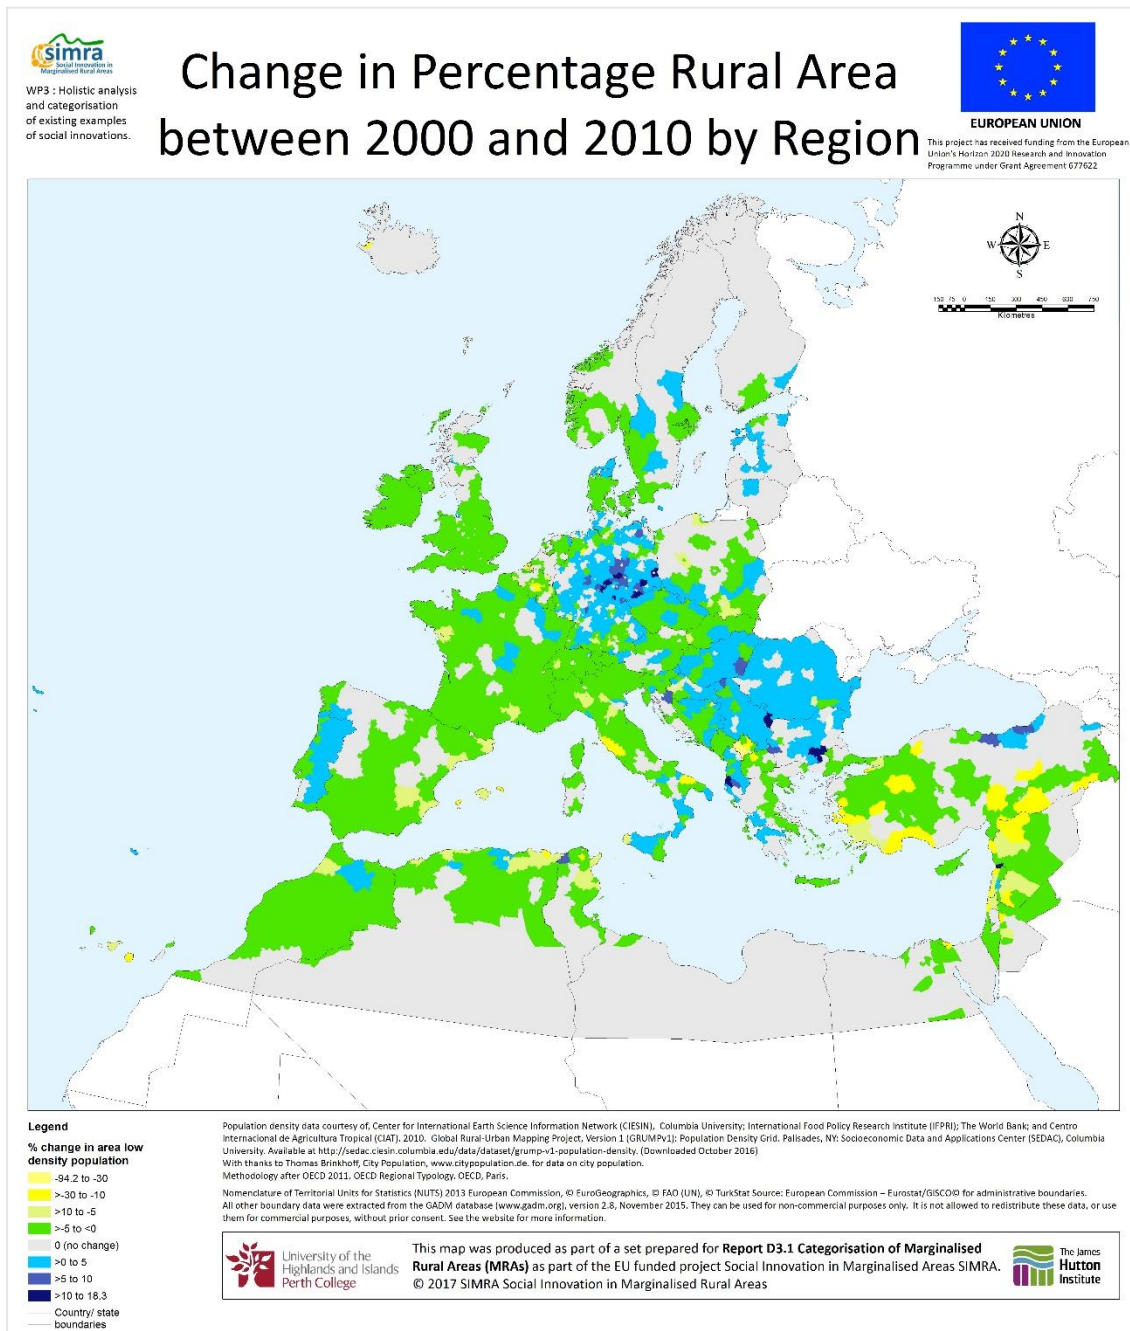 simra
Social Innovation in
Marginalised Rural Areas
WP3 : Holistic analysis
and categorisation
of existing examples
of social innovations.
Change in Percentage Rural Area
between 2000 and 2010 by Region
EUROPEAN UNION
This project has received funding from the European
Union's Horizon 2020 Research and Innovation
Programme under Grant Agreement 677622
N
W E
S
150 75 0 150 300 450 600 750
Kilometres
Legend
% change in area low
density population
-94.2 to -30
>-30 to -10
>10 to -5
>-5 to <0
0 (no change)
>0 to 5
>5 to 10
>10 to 18.3
Country/ state
boundaries
Population density data courtesy of, Center for International Earth Science Information Network (CIESIN), Columbia University; International Food Policy Research Institute (IFPRI); The World Bank; and Centro
Internacional de Agricultura Tropical (CIAT). 2010. Global Rural-Urban Mapping Project, Version 1 (GRUMPv1): Population Density Grid. Palisades, NY: Socioeconomic Data and Applications Center (SEDAC), Columbia
University. Available at http://sedac.ciesin.columbia.edu/data/dataset/grump-v1-population-density. (Downloaded October 2016)
With thanks to Thomas Brinkhoff, City Population, www.citypopulation.de. for data on city population.
Methodology after OECD 2011. OECD Regional Typology. OECD, Paris.
Nomenclature of Territorial Units for Statistics (NUTS) 2013 European Commission, © EuroGeographics, © FAO (UN), © TurkStat Source: European Commission – Eurostat/GISCO© for administrative boundaries.
All other boundary data were extracted from the GADM database (www.gadm.org), version 2.8, November 2015. They can be used for non-commercial purposes only. It is not allowed to redistribute these data, or use
them for commercial purposes, without prior consent. See the website for more information.
University of the
Highlands and Islands
Perth College
This map was produced as part of a set prepared for Report D3.1 Categorisation of Marginalised
Rural Areas (MRAs) as part of the EU funded project Social Innovation in Marginalised Areas SIMRA.
© 2017 SIMRA Social Innovation in Marginalised Rural Areas
The James
Hutton
Institute